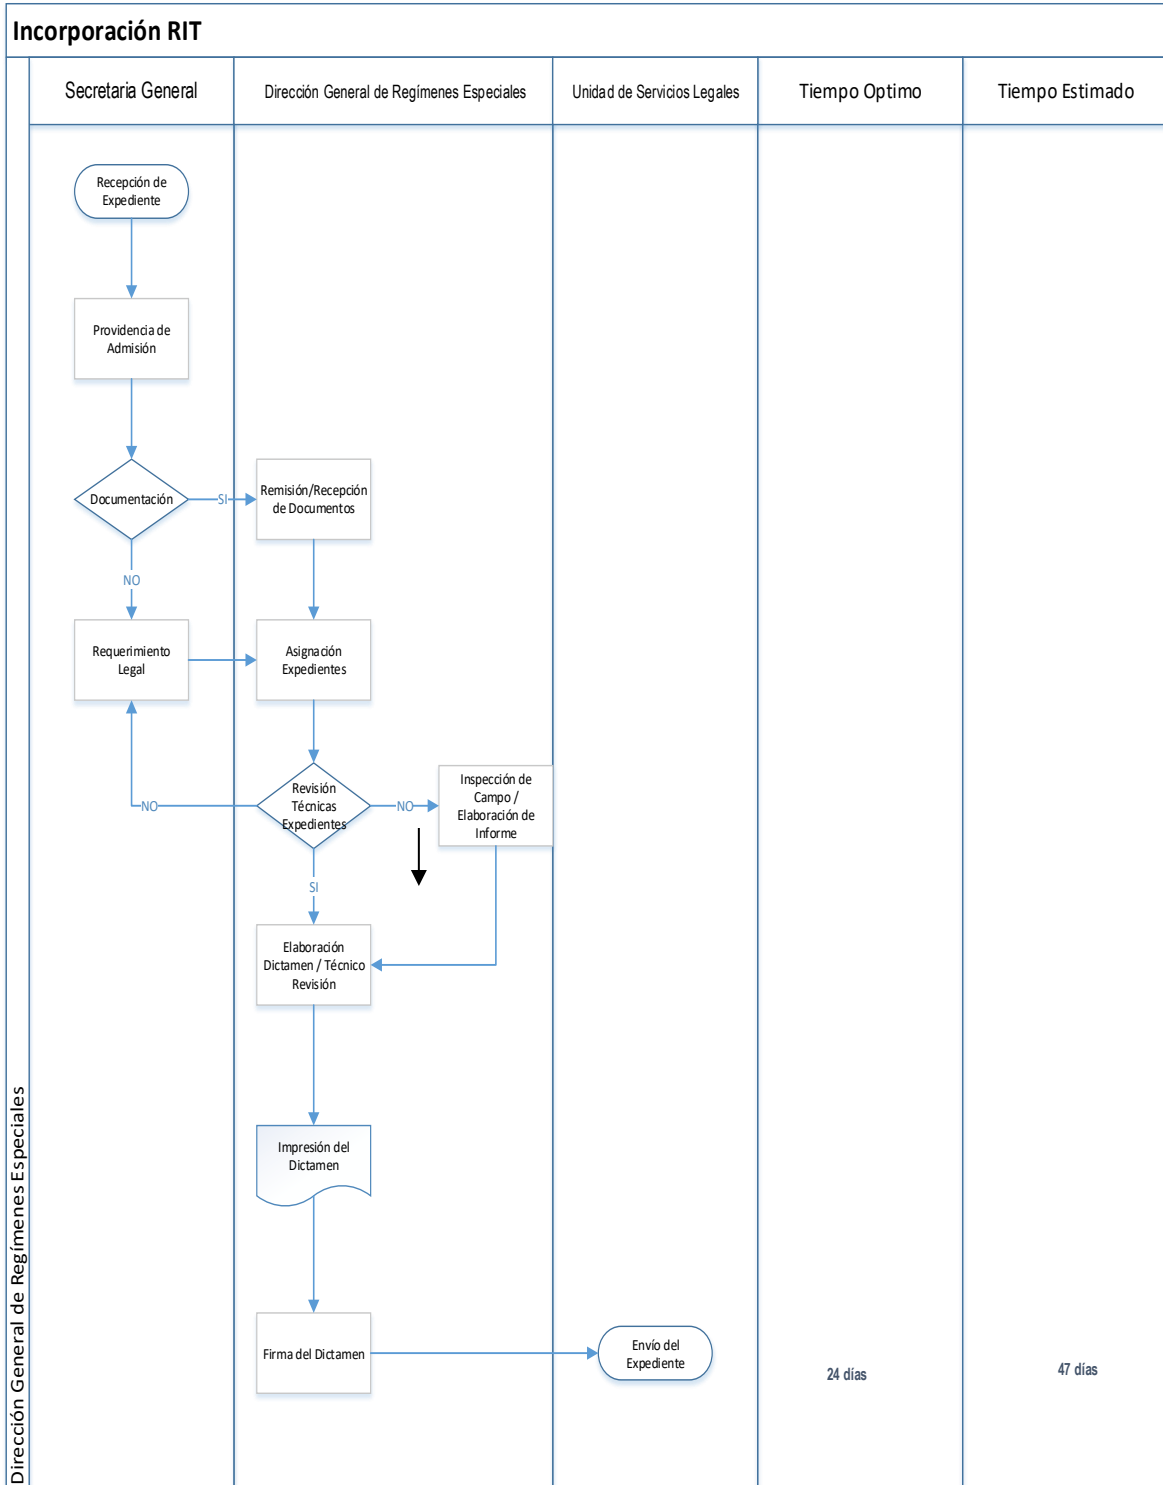 Incorporación RIT
Secretaria General
Dirección General de Regímenes Especiales
Unidad de Servicios Legales
Tiempo Optimo
Tiempo Estimado
Recepción de
Expediente
Providencia de
Admisión
Documentación
SI
Remisión/Recepción
de Documentos
NO
Requerimiento
Legal
Asignación
Expedientes
Revisión
Técnicas
Expedientes
NO
NO
Inspección de
Campo /
Elaboración de
Informe
SI
Elaboración
Dictamen / Técnico
Revisión
Impresión del
Dictamen
Firma del Dictamen
Envío del
Expediente
24 días
47 días
Dirección General de Regímenes Especiales